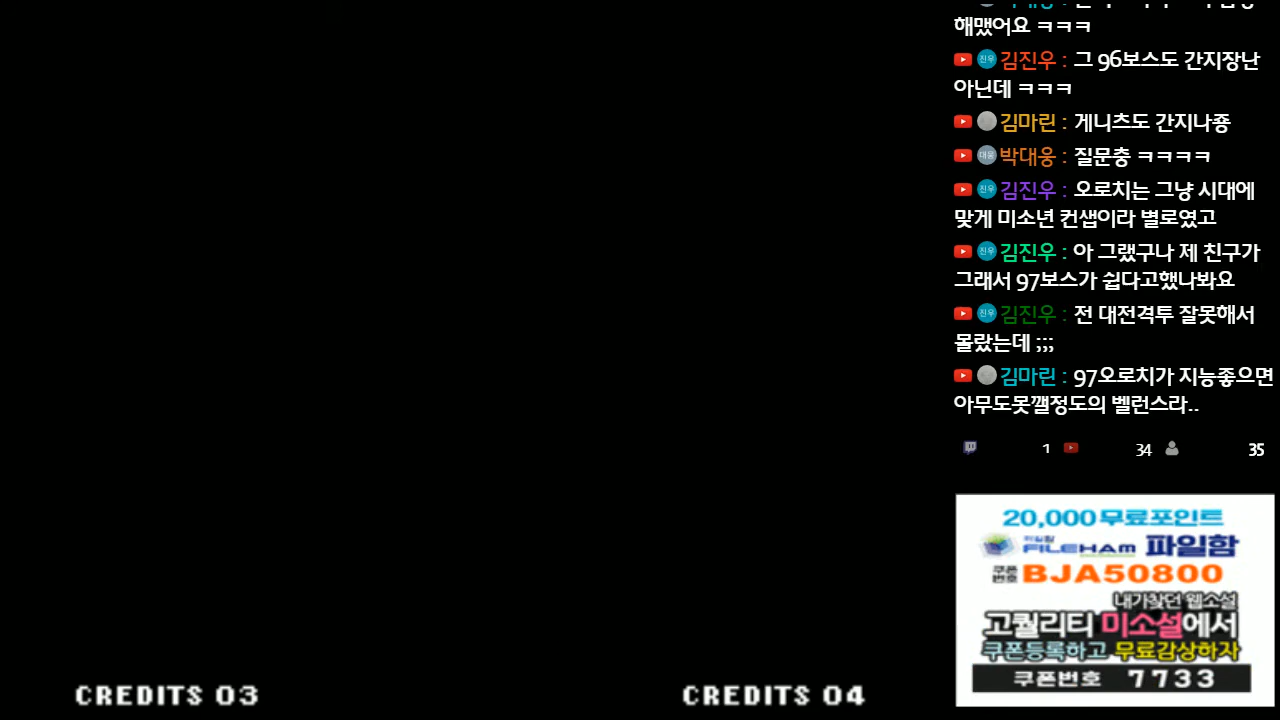 해맸어요 ㅋㅋㅋ
김진우 : 그 96보스도 간지장난
아닌데 ㅋㅋㅋ
김마린 : 게니츠도 간지나죵
대웅 박대웅 : 질문충 ㅋㅋㅋㅋ
진우 김진우 : 오로치는 그냥 시대에
맞게 미소년 컨샙이라 별로였고
진우 김진우 : 아 그랬구나 제 친구가
그래서 97보스가 쉽다고했나봐요
진우 김진우 : 전 대전격투 잘못해서
몰랐는데 ;;;
김마린 : 97오로치가 지능좋으면
아무도못깰정도의 벨런스라..
1 34 35
20,000무료포인트
FILEHAM 파일함
쿠폰번호 BJA50800
내가찾던 웹소설
고퀄리티 미소설에서
쿠폰등록하고 무료감상하자
쿠폰번호 7733
CREDITS 03 CREDITS 04